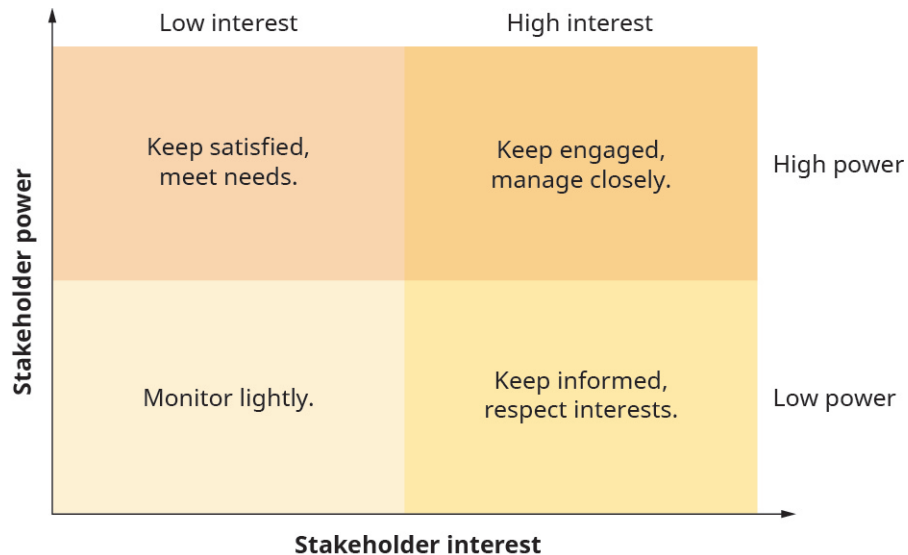 Low interest
High interest
Stakeholder power
Keep satisfied,
meet needs.
Keep engaged,
manage closely.
High power
Monitor lightly.
Keep informed,
respect interests.
Low power
Stakeholder interest